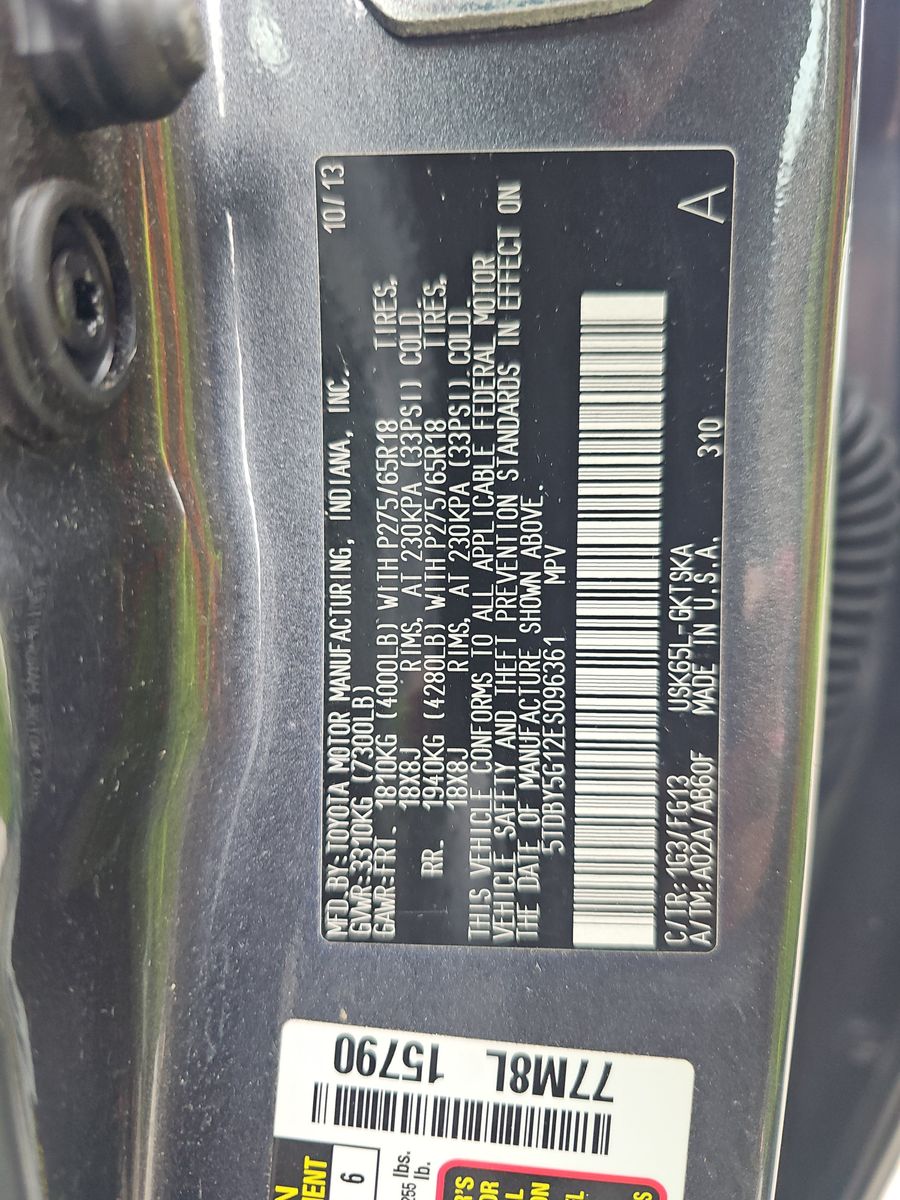 MFD.BY:TOYOTA MOTOR MANUFACTURING, INDIANA, INC. 10/13
GVWR:3310KG (7300LB)
GAWR:FRT. 1810KG (4000LB) WITH P275/65R18 TIRES,
18X8J RIMS, AT 230KPA (33PSI) COLD.
RR. 1940KG (4280LB) WITH P275/65R18 TIRES,
18X8J RIMS, AT 230KPA (33PSI) COLD.
THIS VEHICLE CONFORMS TO ALL APPLICABLE FEDERAL MOTOR
VEHICLE SAFETY AND THEFT PREVENTION STANDARDS IN EFFECT ON
THE DATE OF MANUFACTURE SHOWN ABOVE.
5TDBY5G12ES096361 MPV
C/TR:1G3/FG13 USK65L-GKTSKA
A/TM:A02A/AB60F MADE IN U.S.A. 310 A
77M8L
15790
6
255 lbs.
lb.